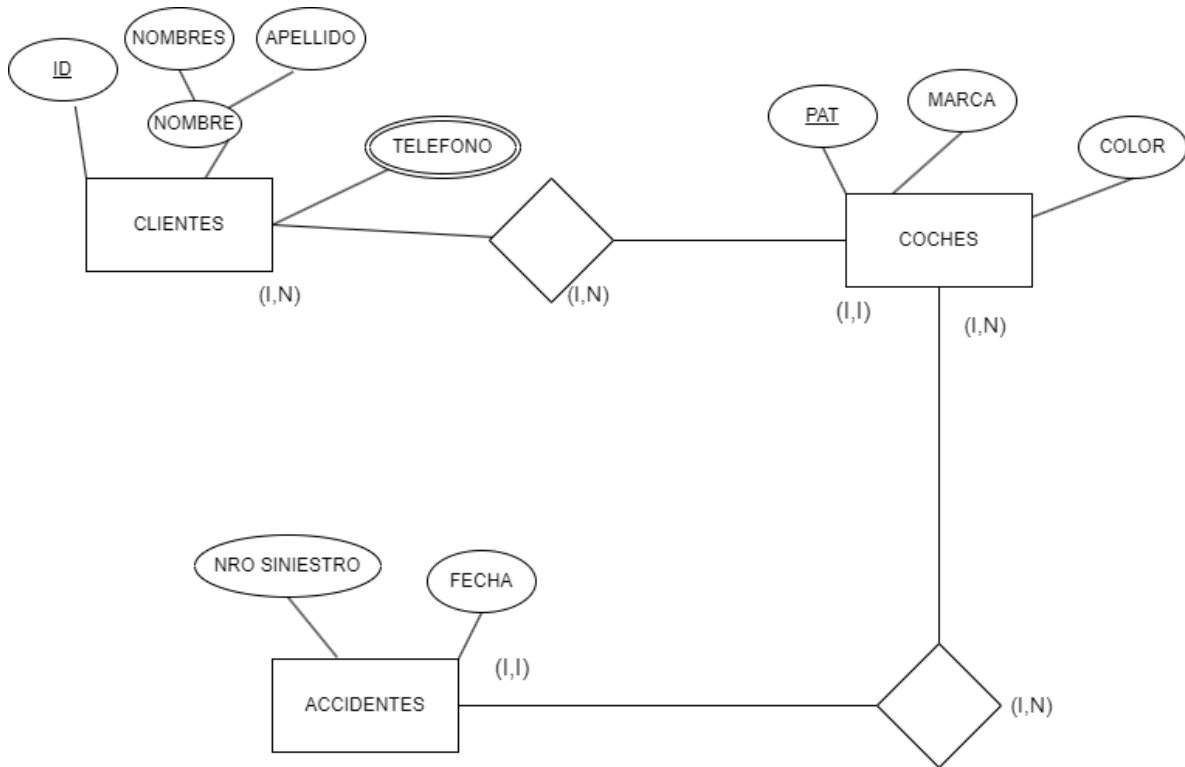 NOMBRES
APELLIDO
ID
NOMBRE
TELEFONO
PAT
MARCA
COLOR
CLIENTES
COCHES
(I,N)
(I,N)
(I,I)
(I,N)
NRO SINIESTRO
FECHA
(I,I)
ACCIDENTES
(I,N)